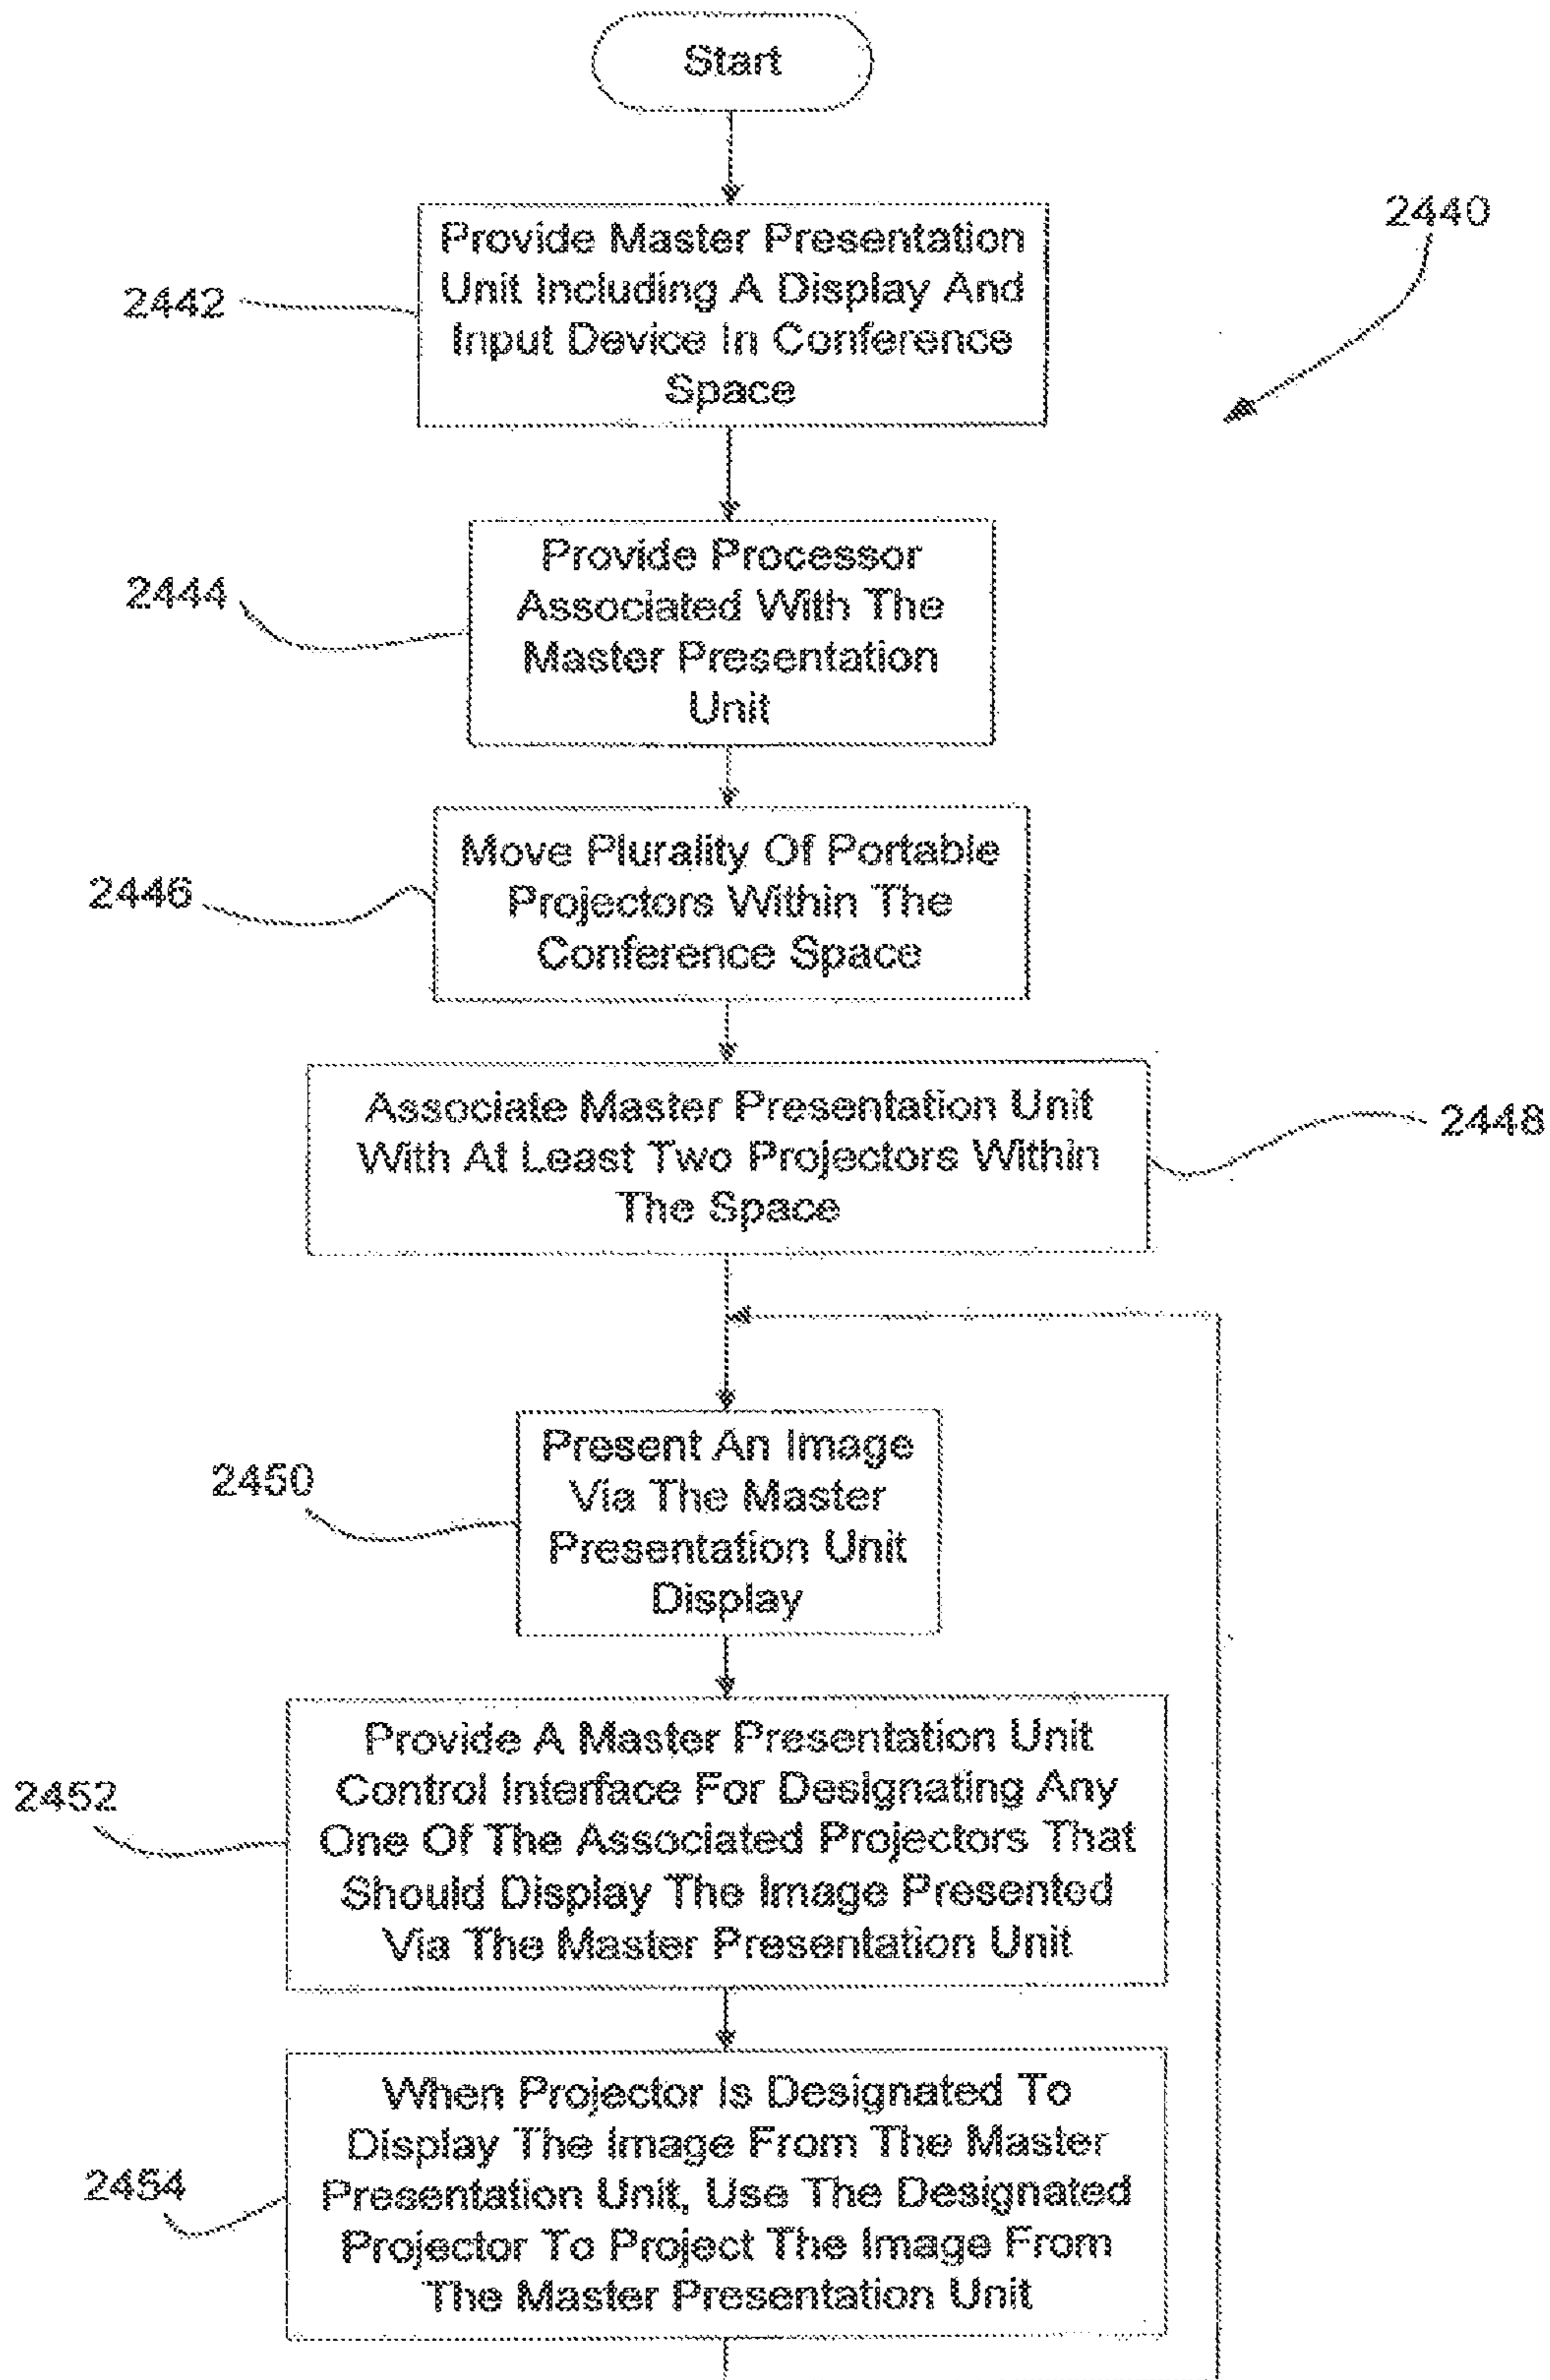 Start
2440
Provide Master Presentation
Unit Including A Display And
Input Device In Conference
Space
2442
Provide Processor
Associated With The
Master Presentation
Unit
2444
Move Plurality Of Portable
Projectors Within The
Conference Space
2446
Associate Master Presentation Unit
With At Least Two Projectors Within
The Space
2448
Present An Image
Via The Master
Presentation Unit
Display
2450
Provide A Master Presentation Unit
Control Interface For Designating Any
One Of The Associated Projectors That
Should Display The Image Presented
Via The Master Presentation Unit
2452
When Projector Is Designated To
Display The Image From The Master
Presentation Unit, Use The Designated
Projector To Project The Image From
The Master Presentation Unit
2454